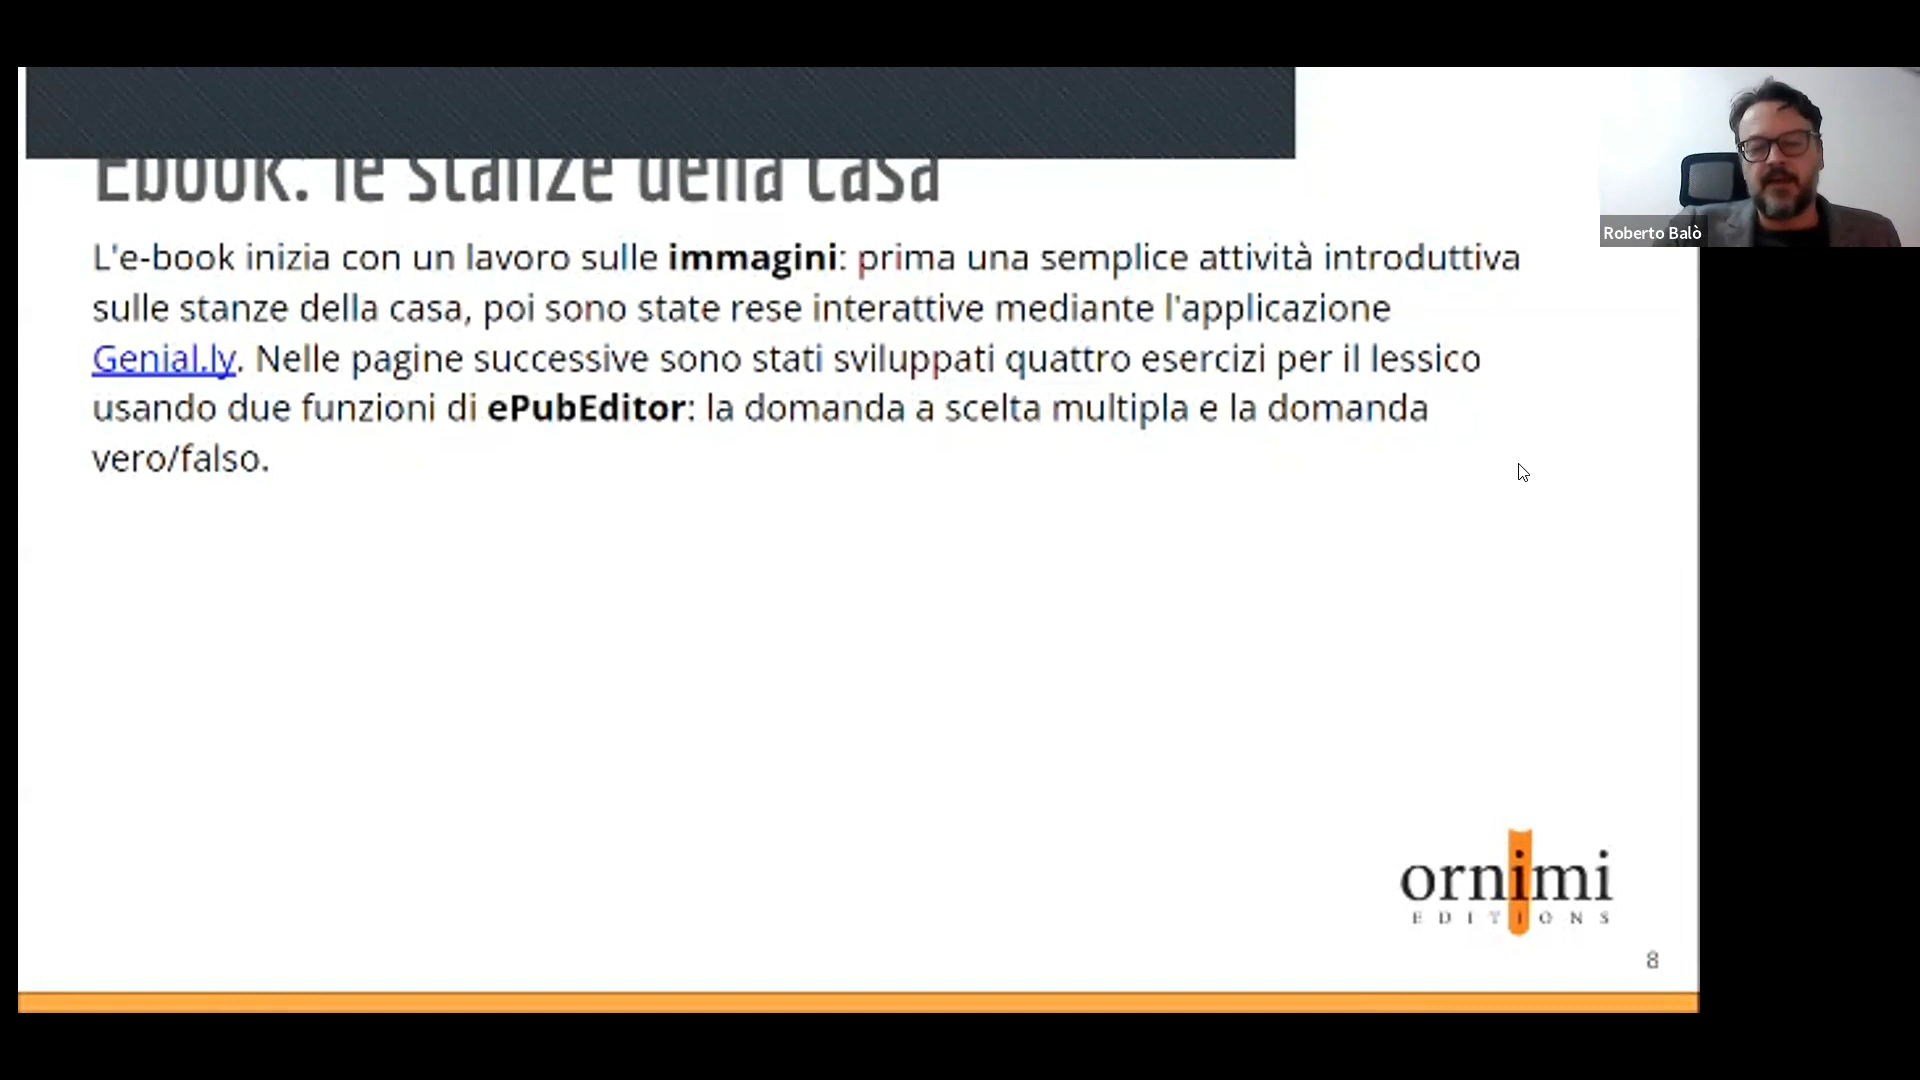 Ebook: le stanze della casa
Roberto Balò
L'e-book inizia con un lavoro sulle immagini: prima una semplice attività introduttiva
sulle stanze della casa, poi sono state rese interattive mediante l'applicazione
Genial.ly. Nelle pagine successive sono stati sviluppati quattro esercizi per il lessico
usando due funzioni di ePubEditor: la domanda a scelta multipla e la domanda
vero/falso.
ornimi
EDITIONS
8